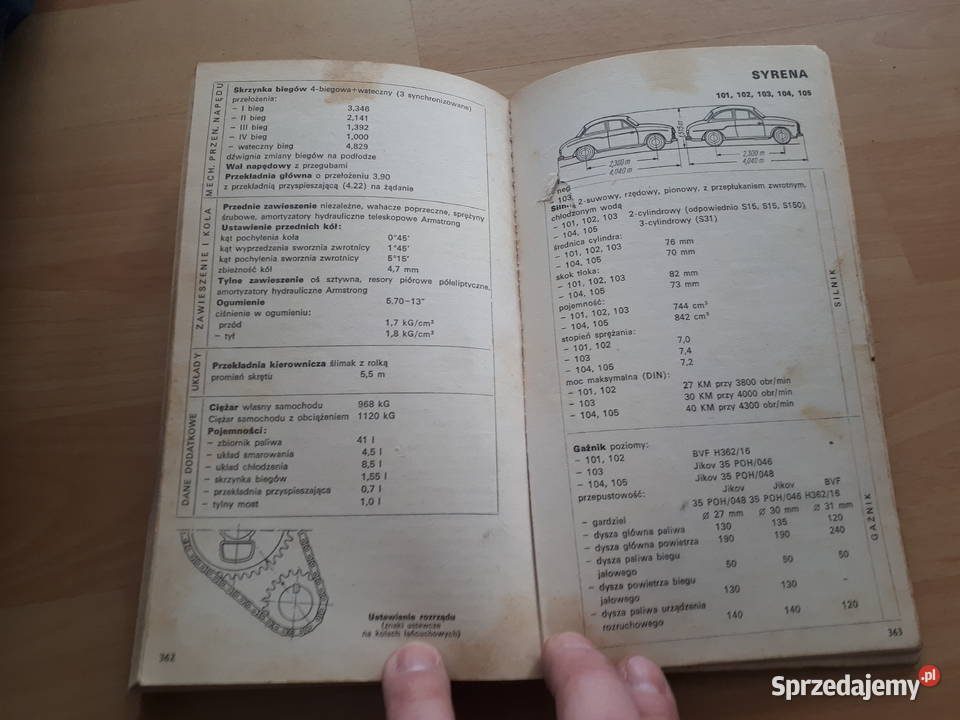 MECH. PRZEN. NAPĘDU
Skrzynka biegów 4-biegowa+wsteczny (3 synchronizowane)
przełożenia:
– I bieg 3,346
– II bieg 2,141
– III bieg 1,392
– IV bieg 1,000
– wsteczny bieg 4,829
dźwignia zmiany biegów na podłodze
Wał napędowy z przegubami
Przekładnia główna o przełożeniu 3,90
z przekładnią przyspieszającą (4.22) na żądanie
ZAWIESZENIE I KOŁA
Przednie zawieszenie niezależne, wahacze poprzeczne, sprężyny
śrubowe, amortyzatory hydrauliczne teleskopowe Armstrong
Ustawienie przednich kół:
kąt pochylenia koła 0°45'
kąt wyprzedzenia sworznia zwrotnicy 1°45'
kąt pochylenia sworznia zwrotnicy 5°15'
zbieżność kół 4,7 mm
Tylne zawieszenie oś sztywna, resory piórowe półeliptyczne,
amortyzatory hydrauliczne Armstrong
Ogumienie 5,70–13"
ciśnienie w ogumieniu:
– przód 1,7 kG/cm²
– tył 1,8 kG/cm²
UKŁADY
Przekładnia kierownicza ślimak z rolką
promień skrętu 5,5 m
DANE DODATKOWE
Ciężar własny samochodu 968 kG
Ciężar samochodu z obciążeniem 1120 kG
Pojemności:
– zbiornik paliwa 41 l
– układ smarowania 4,5 l
– układ chłodzenia 8,5 l
– skrzynka biegów 1,55 l
– przekładnia przyspieszająca 0,7 l
– tylny most 1,0 l
Ustawienie rozrządu
(znaki ustawcze
na kołach łańcuchowych)
362
SYRENA
101, 102, 103, 104, 105
2,300 m
4,040 m
2,300 m
4,040 m
SILNIK
Silnik 2-suwowy, rzędowy, pionowy, z przepłukaniem zwrotnym,
chłodzonym wodą
– 101, 102, 103 2-cylindrowy (odpowiednio S15, S15, S150)
– 104, 105 3-cylindrowy (S31)
średnica cylindra:
– 101, 102, 103 76 mm
– 104, 105 70 mm
skok tłoka:
– 101, 102, 103 82 mm
– 104, 105 73 mm
pojemność:
– 101, 102, 103 744 cm³
– 104, 105 842 cm³
stopień sprężania:
– 101, 102 7,0
– 103 7,4
– 104, 105 7,2
moc maksymalna (DIN):
– 101, 102 27 KM przy 3800 obr/min
– 103 30 KM przy 4000 obr/min
– 104, 105 40 KM przy 4300 obr/min
GAŹNIK
Gaźnik poziomy:
– 101, 102 BVF H362/16
– 103 Jikov 35 POH/046
– 104, 105 Jikov 35 POH/048
przepustowość: Jikov Jikov BVF
35 POH/048 35 POH/046 H362/16
– gardziel Ø 27 mm Ø 30 mm Ø 31 mm
– dysza główna paliwa 130 135 120
– dysza główna powietrza 190 190 240
– dysza paliwa biegu
jałowego 50 50 50
– dysza powietrza biegu
jałowego 130 130 –
– dysza paliwa urządzenia
rozruchowego 140 140 120
363
Sprzedajemy.pl